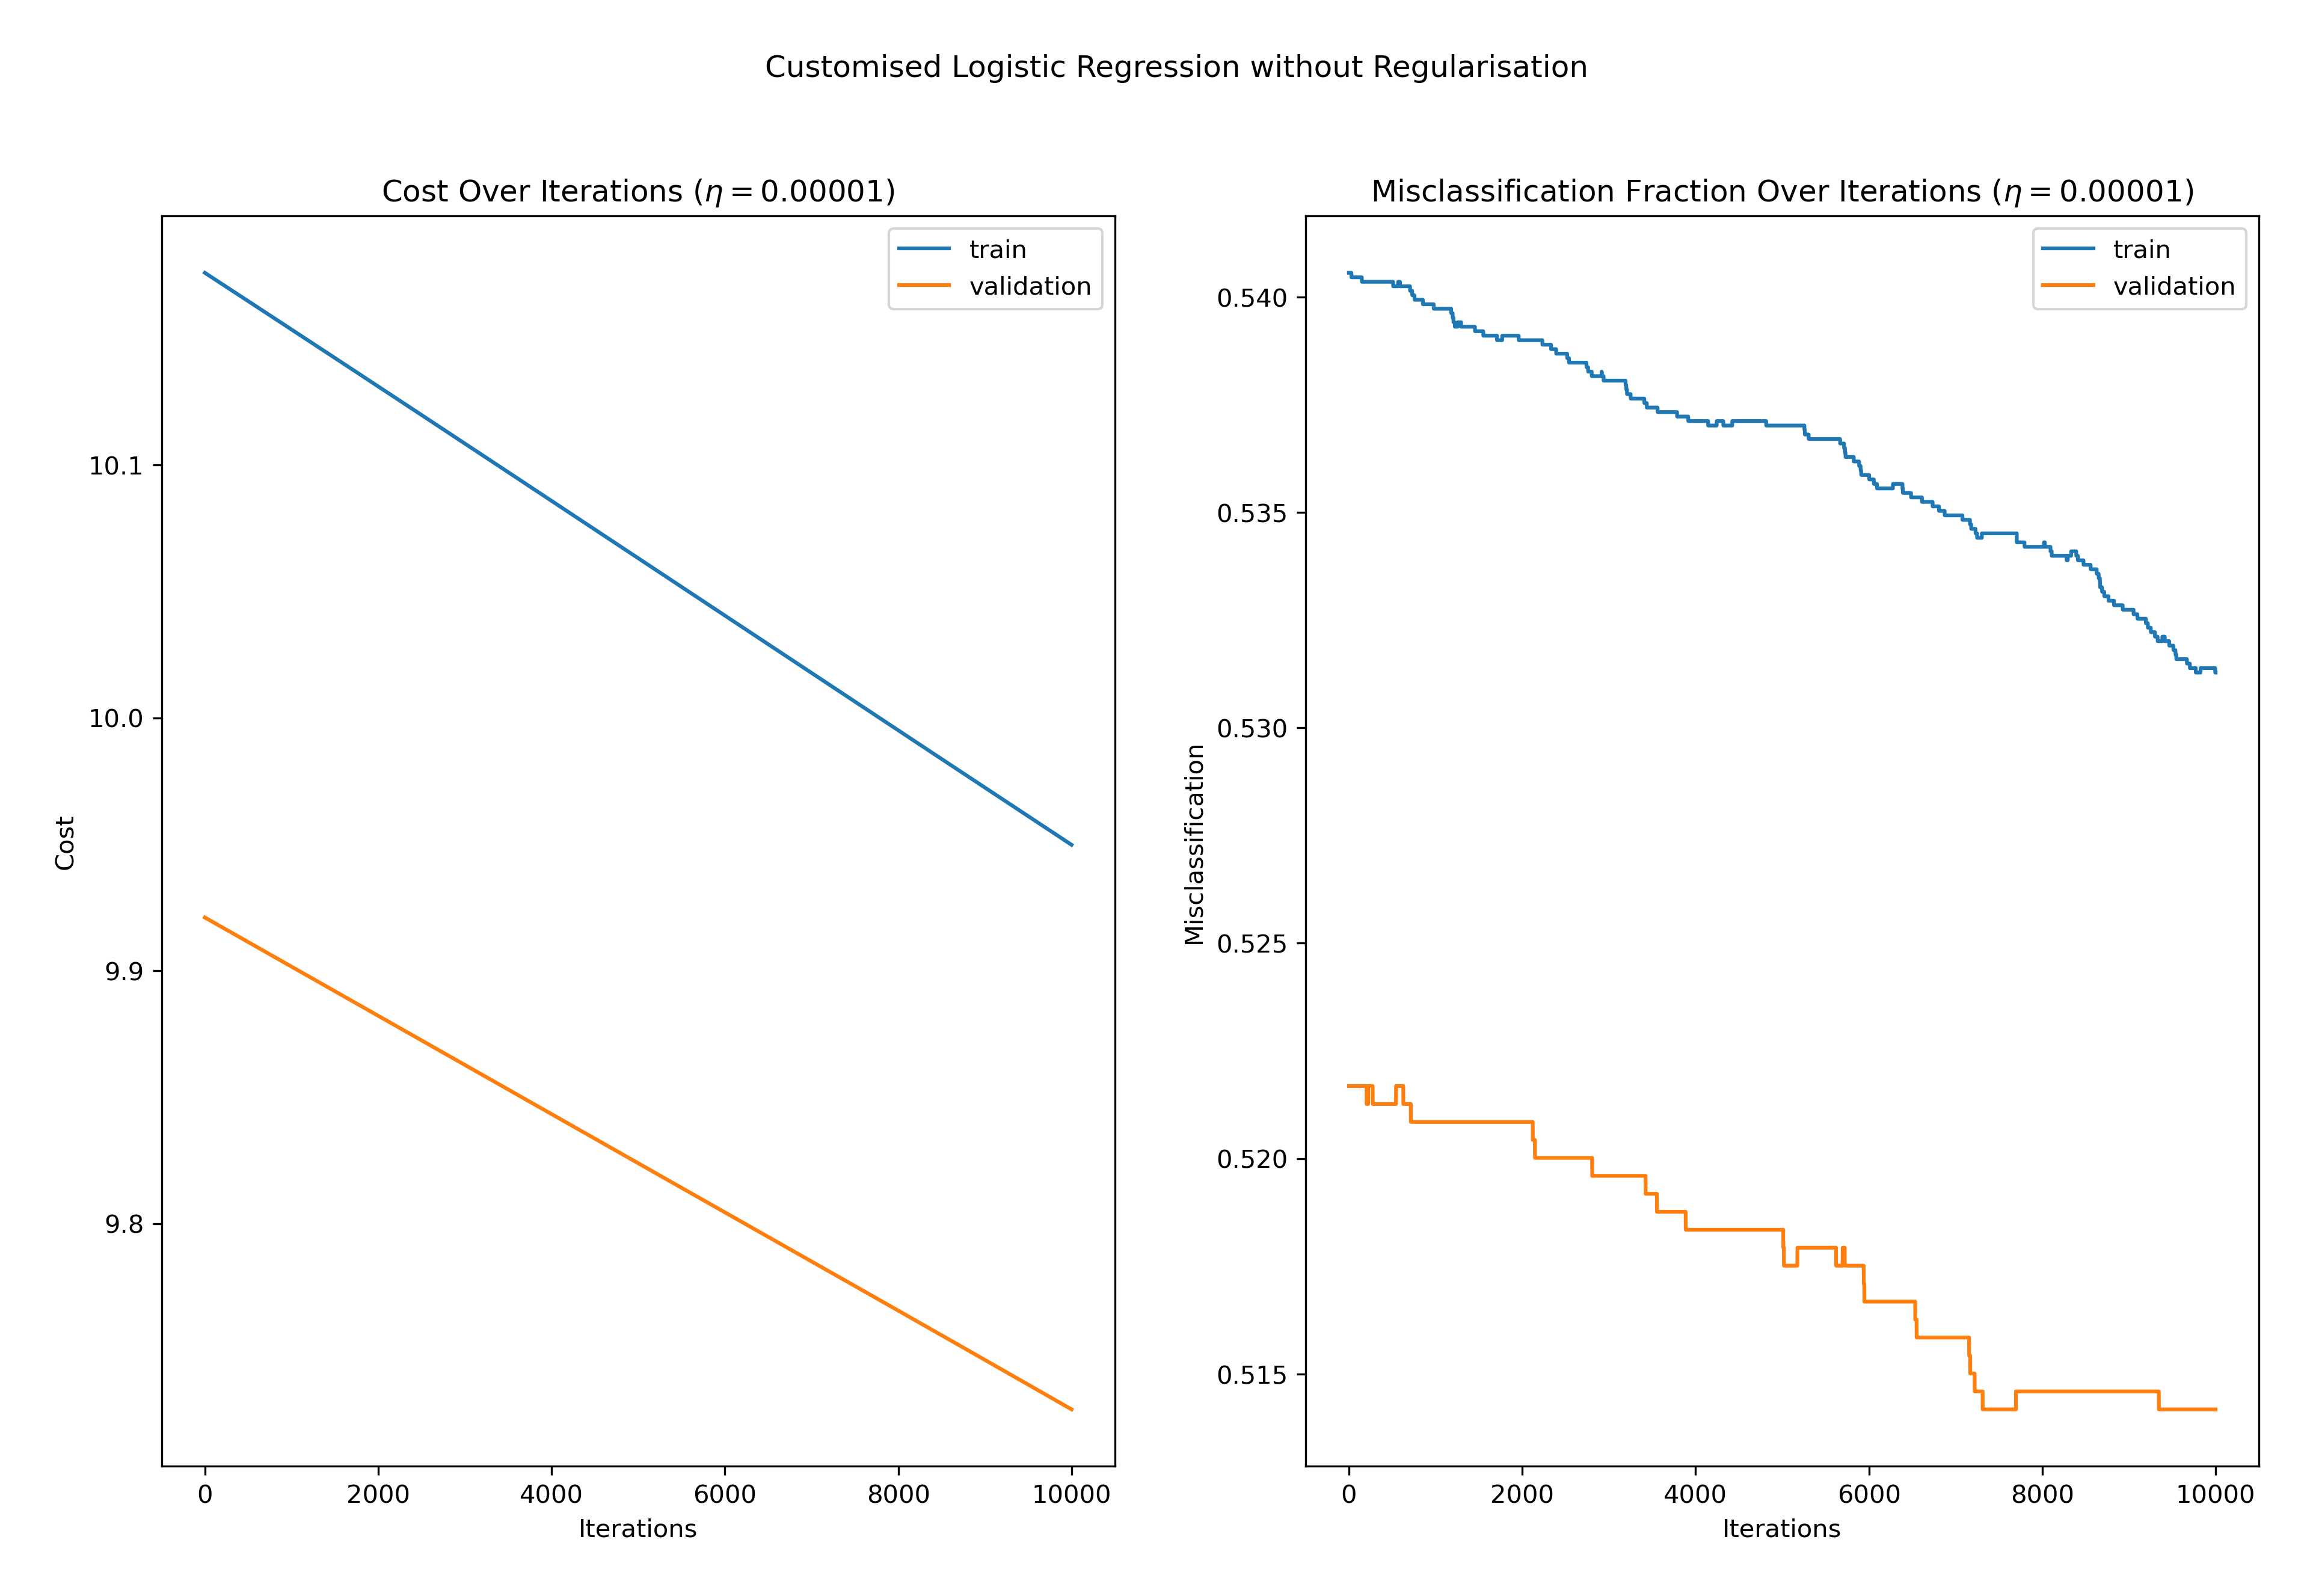 Customised Logistic Regression without Regularisation
Cost Over Iterations (η = 0.00001)
train
validation
10.1
10.0
9.9
9.8
Cost
0
2000
4000
6000
8000
10000
Iterations
Misclassification Fraction Over Iterations (η = 0.00001)
train
validation
0.540
0.535
0.530
0.525
0.520
0.515
Misclassification
0
2000
4000
6000
8000
10000
Iterations